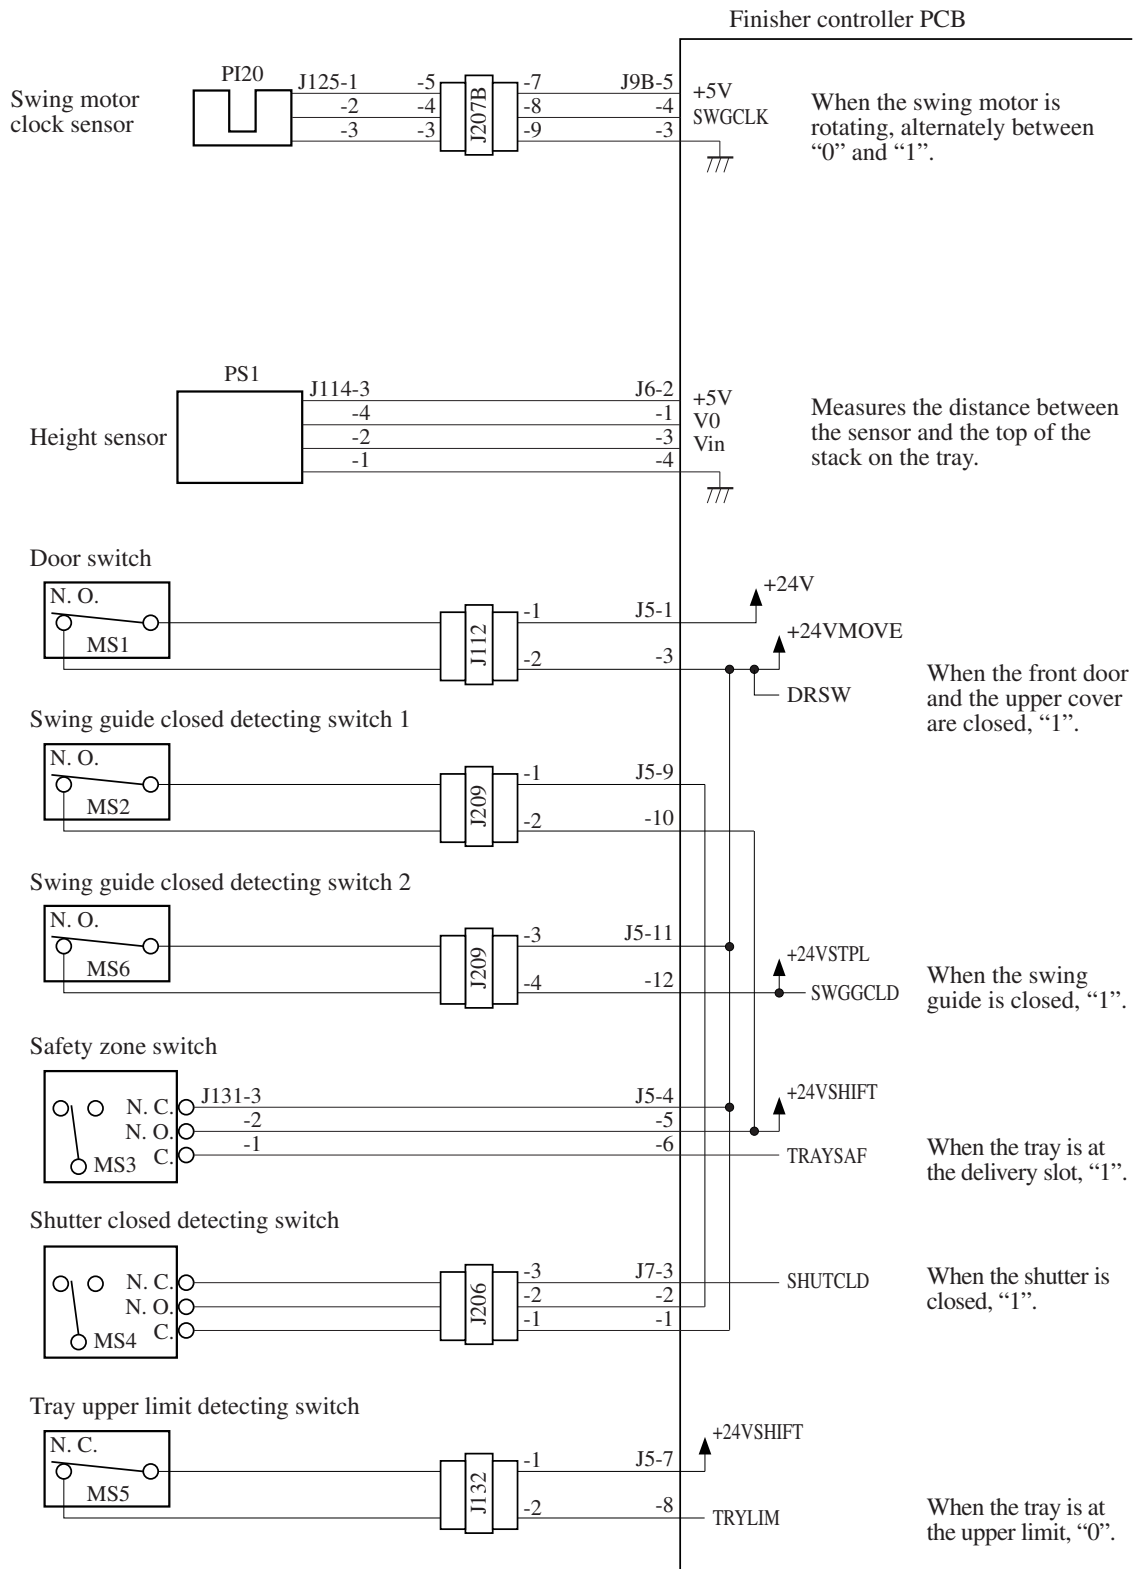 Finisher controller PCB
Swing motor
clock sensor
PI20
J125-1
-2
-3
-5
-4
-3
J207B
-7
-8
-9
J9B-5
-4
-3
+5V
SWGCLK
When the swing motor is
rotating, alternately between
“0” and “1”.
Height sensor
PS1
J114-3
-4
-2
-1
J6-2
-1
-3
-4
+5V
V0
Vin
Measures the distance between
the sensor and the top of the
stack on the tray.
Door switch
N. O.
MS1
J112
-1
-2
J5-1
-3
+24V
+24VMOVE
DRSW
When the front door
and the upper cover
are closed, “1”.
Swing guide closed detecting switch 1
N. O.
MS2
J209
-1
-2
J5-9
-10
Swing guide closed detecting switch 2
N. O.
MS6
J209
-3
-4
J5-11
-12
+24VSTPL
SWGGCLD
When the swing
guide is closed, “1”.
Safety zone switch
N. C.
N. O.
C.
MS3
J131-3
-2
-1
J5-4
-5
-6
+24VSHIFT
TRAYSAF
When the tray is at
the delivery slot, “1”.
Shutter closed detecting switch
N. C.
N. O.
C.
MS4
J206
-3
-2
-1
J7-3
-2
-1
SHUTCLD
When the shutter is
closed, “1”.
Tray upper limit detecting switch
N. C.
MS5
J132
-1
-2
J5-7
-8
+24VSHIFT
TRYLIM
When the tray is at
the upper limit, “0”.